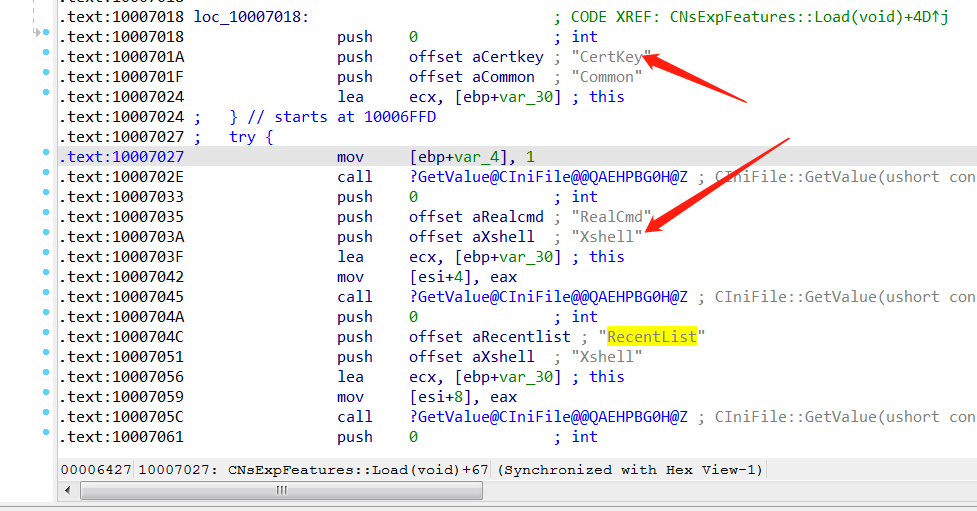 .text:10007018
.text:10007018 loc_10007018: ; CODE XREF: CNsExpFeatures::Load(void)+4D↑j
.text:10007018 push 0 ; int
.text:1000701A push offset aCertkey ; "CertKey"
.text:1000701F push offset aCommon ; "Common"
.text:10007024 lea ecx, [ebp+var_30] ; this
.text:10007024 ; } // starts at 10006FFD
.text:10007027 ; try {
.text:10007027 mov [ebp+var_4], 1
.text:1000702E call ?GetValue@CIniFile@@QAEHPBG0H@Z ; CIniFile::GetValue(ushort con
.text:10007033 push 0 ; int
.text:10007035 push offset aRealcmd ; "RealCmd"
.text:1000703A push offset aXshell ; "Xshell"
.text:1000703F lea ecx, [ebp+var_30] ; this
.text:10007042 mov [esi+4], eax
.text:10007045 call ?GetValue@CIniFile@@QAEHPBG0H@Z ; CIniFile::GetValue(ushort con
.text:1000704A push 0 ; int
.text:1000704C push offset aRecentlist ; "RecentList"
.text:10007051 push offset aXshell ; "Xshell"
.text:10007056 lea ecx, [ebp+var_30] ; this
.text:10007059 mov [esi+8], eax
.text:1000705C call ?GetValue@CIniFile@@QAEHPBG0H@Z ; CIniFile::GetValue(ushort con
.text:10007061 push 0 ; int
00006427 10007027: CNsExpFeatures::Load(void)+67 (Synchronized with Hex View-1)